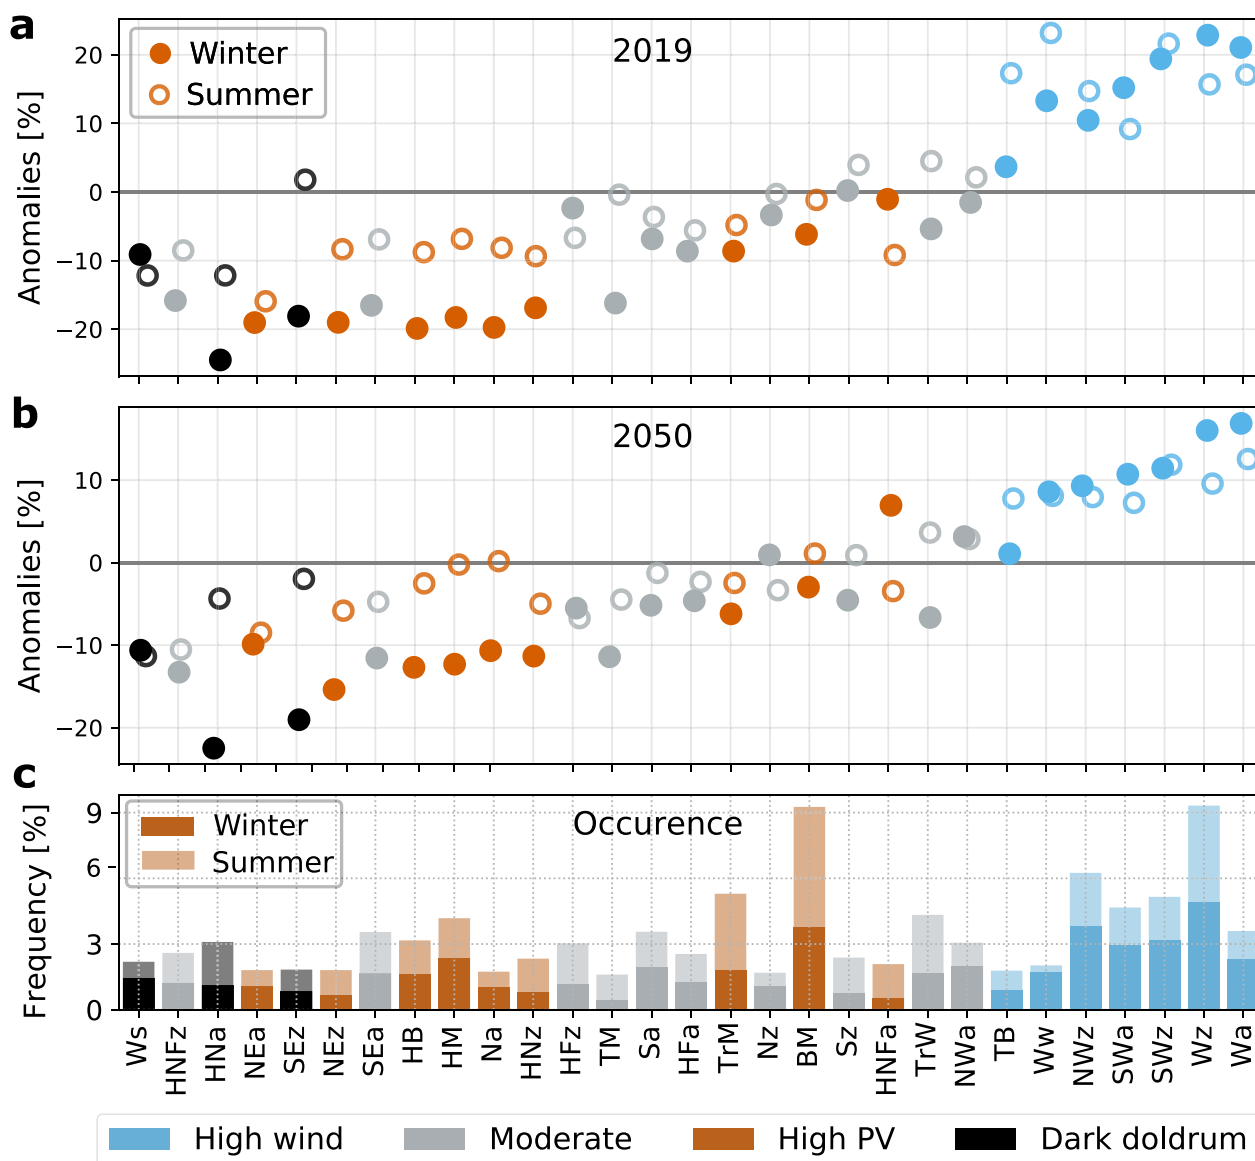 a
2019
Winter
Summer
Anomalies [%]
20
10
0
−10
−20
b
2050
Anomalies [%]
10
0
−10
−20
c
Occurence
Winter
Summer
Frequency [%]
9
6
3
0
Ws HNFz HNa NEa SEz NEz SEa HB HM Na HNz HFz TM Sa HFa TrM Nz BM Sz HNFa TrW NWa TB Ww NWz SWa SWz Wz Wa
High wind Moderate High PV Dark doldrum